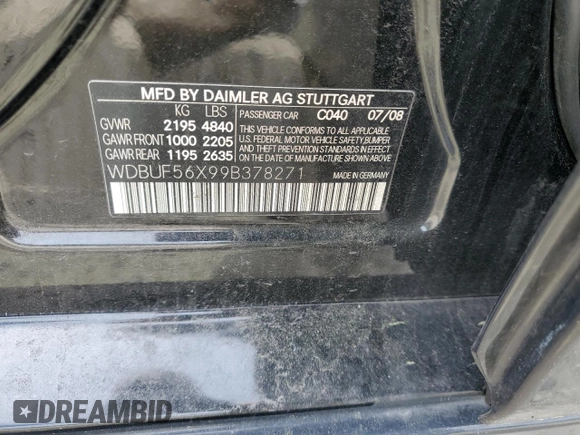 MFD BY DAIMLER AG STUTTGART
KG LBS PASSENGER CAR C040 07/08
GVWR 2195 4840 THIS VEHICLE CONFORMS TO ALL APPLICABLE
GAWR FRONT 1000 2205 U.S. FEDERAL MOTOR VEHICLE SAFETY, BUMPER
GAWR REAR 1195 2635 AND THEFT PREVENTION STANDARDS IN EFFECT
ON THE DATE OF MANUFACTURE SHOWN ABOVE.
WDBUF56X99B378271 MADE IN GERMANY
DREAMBID